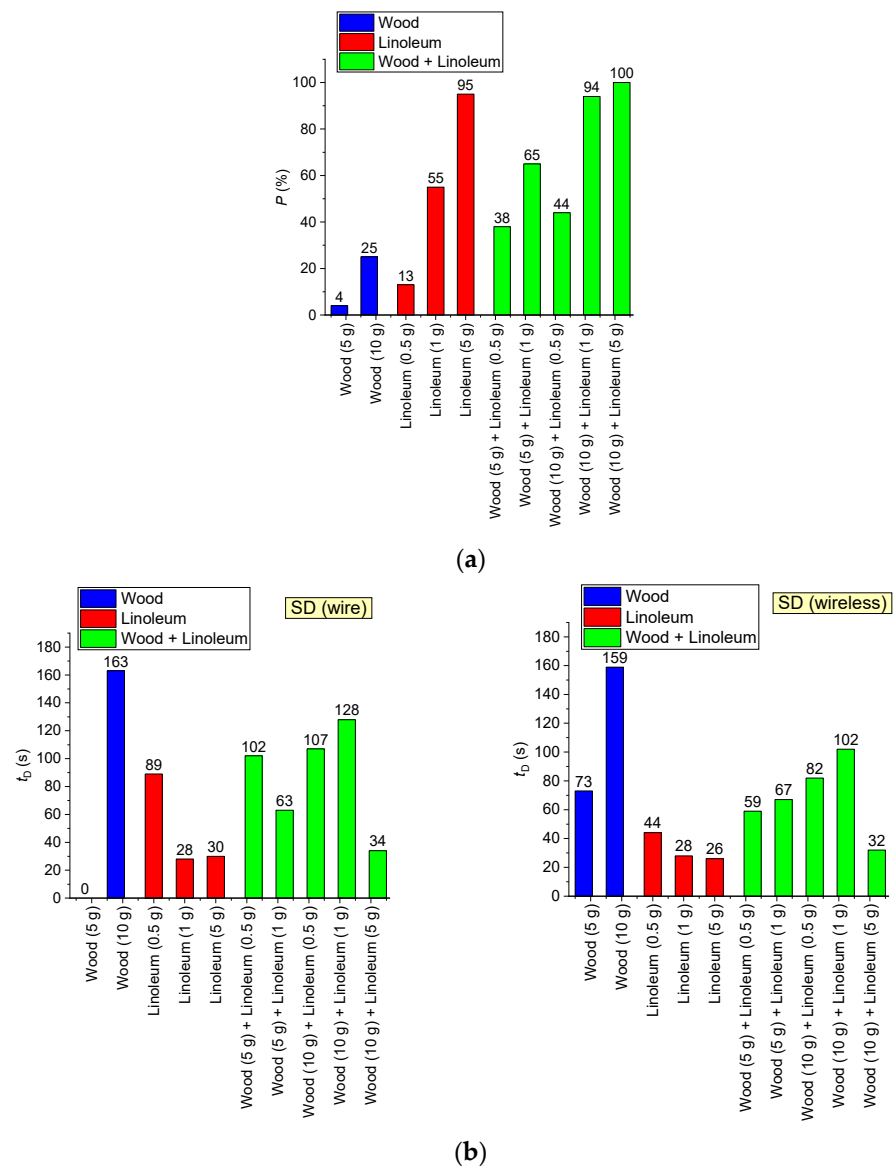 Wood
Linoleum
Wood + Linoleum
P (%)
100
80
60
40
20
0
4
25
13
55
95
38
65
44
94
100
Wood (5 g)
Wood (10 g)
Linoleum (0.5 g)
Linoleum (1 g)
Linoleum (5 g)
Wood (5 g) + Linoleum (0.5 g)
Wood (5 g) + Linoleum (1 g)
Wood (10 g) + Linoleum (0.5 g)
Wood (10 g) + Linoleum (1 g)
Wood (10 g) + Linoleum (5 g)
(a)
Wood
Linoleum
Wood + Linoleum
SD (wire)
tD (s)
180
160
140
120
100
80
60
40
20
0
0
163
89
28
30
102
63
107
128
34
Wood (5 g)
Wood (10 g)
Linoleum (0.5 g)
Linoleum (1 g)
Linoleum (5 g)
Wood (5 g) + Linoleum (0.5 g)
Wood (5 g) + Linoleum (1 g)
Wood (10 g) + Linoleum (0.5 g)
Wood (10 g) + Linoleum (1 g)
Wood (10 g) + Linoleum (5 g)
Wood
Linoleum
Wood + Linoleum
SD (wireless)
tD (s)
180
160
140
120
100
80
60
40
20
0
73
159
44
28
26
59
67
82
102
32
Wood (5 g)
Wood (10 g)
Linoleum (0.5 g)
Linoleum (1 g)
Linoleum (5 g)
Wood (5 g) + Linoleum (0.5 g)
Wood (5 g) + Linoleum (1 g)
Wood (10 g) + Linoleum (0.5 g)
Wood (10 g) + Linoleum (1 g)
Wood (10 g) + Linoleum (5 g)
(b)